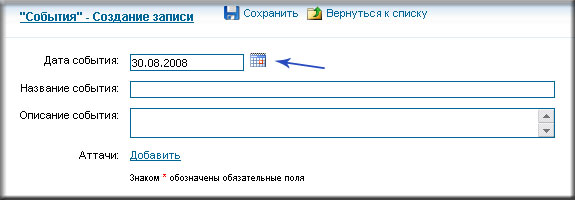 "События" - Создание записи Сохранить Вернуться к списку
Дата события: 30.08.2008
Название события:
Описание события:
Аттачи: Добавить
Знаком * обозначены обязательные поля